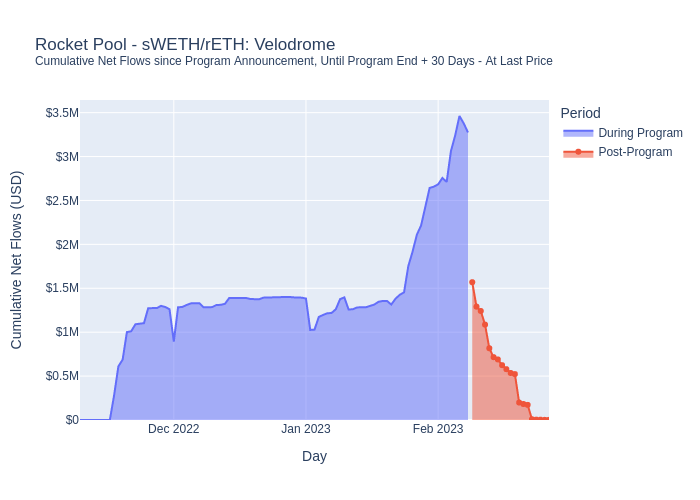 Rocket Pool - sWETH/rETH: Velodrome
Cumulative Net Flows since Program Announcement, Until Program End + 30 Days - At Last Price
Period
During Program
Post-Program
Cumulative Net Flows (USD)
$3.5M
$3M
$2.5M
$2M
$1.5M
$1M
$0.5M
$0
Dec 2022
Jan 2023
Feb 2023
Day